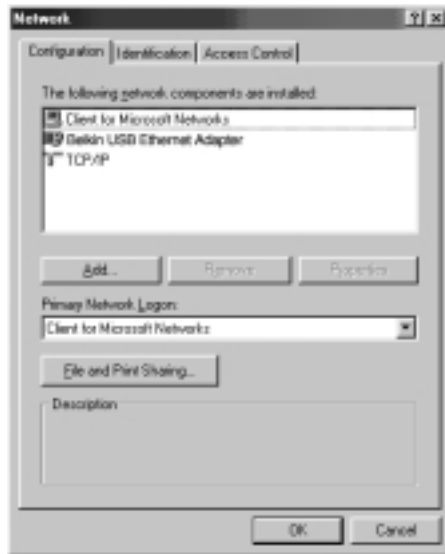 Network
Configuration Identification Access Control
The following network components are installed:
Client for Microsoft Networks
Belkin USB Ethernet Adapter
TCP/IP
Add... Remove Properties
Primary Network Logon:
Client for Microsoft Networks
File and Print Sharing...
Description
OK Cancel